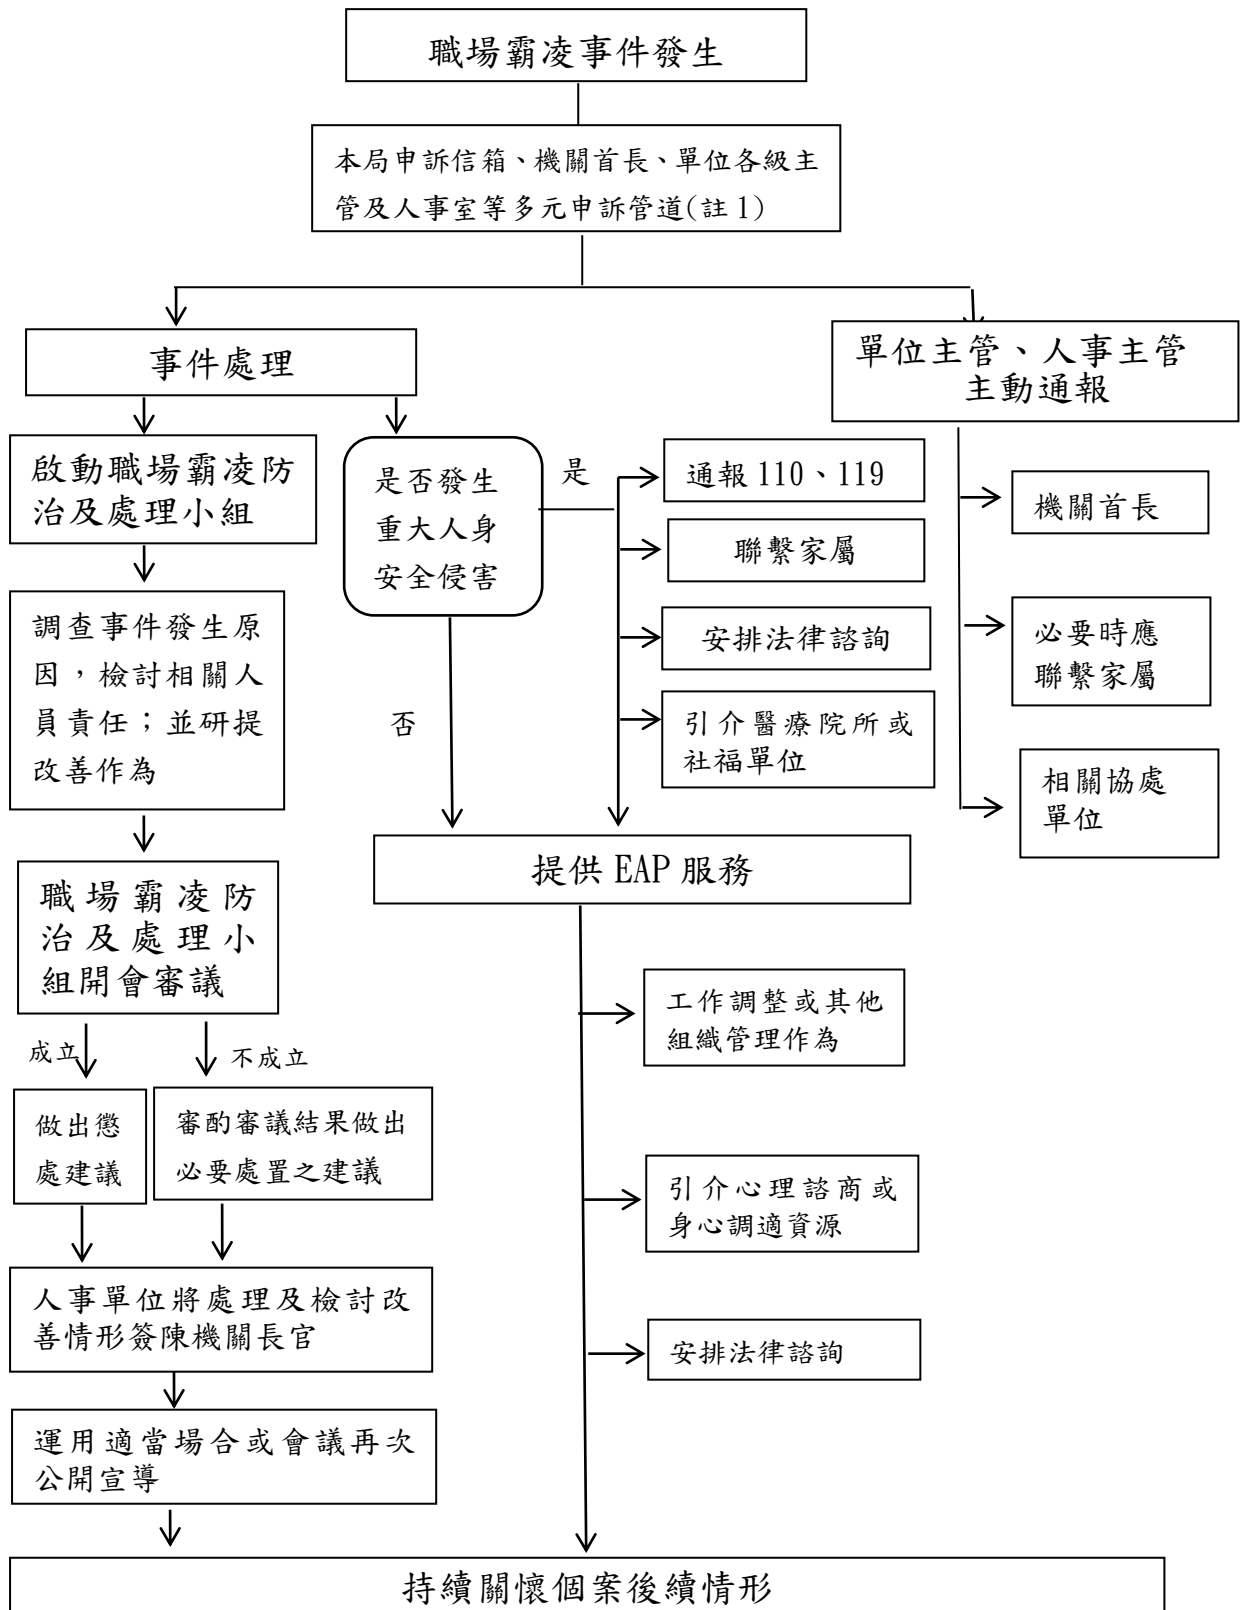 職場霸凌事件發生
本局申訴信箱、機關首長、單位各級主
管及人事室等多元申訴管道(註1)
事件處理
單位主管、人事主管
主動通報
啟動職場霸凌防
治及處理小組
是否發生
重大人身
安全侵害
是
否
通報 110、119
聯繫家屬
安排法律諮詢
引介醫療院所或
社福單位
機關首長
必要時應
聯繫家屬
相關協處
單位
調查事件發生原
因，檢討相關人
員責任；並研提
改善作為
提供 EAP 服務
職場霸凌防
治及處理小
組開會審議
成立
不成立
做出懲
處建議
審酌審議結果做出
必要處置之建議
工作調整或其他
組織管理作為
引介心理諮商或
身心調適資源
安排法律諮詢
人事單位將處理及檢討改
善情形簽陳機關長官
運用適當場合或會議再次
公開宣導
持續關懷個案後續情形